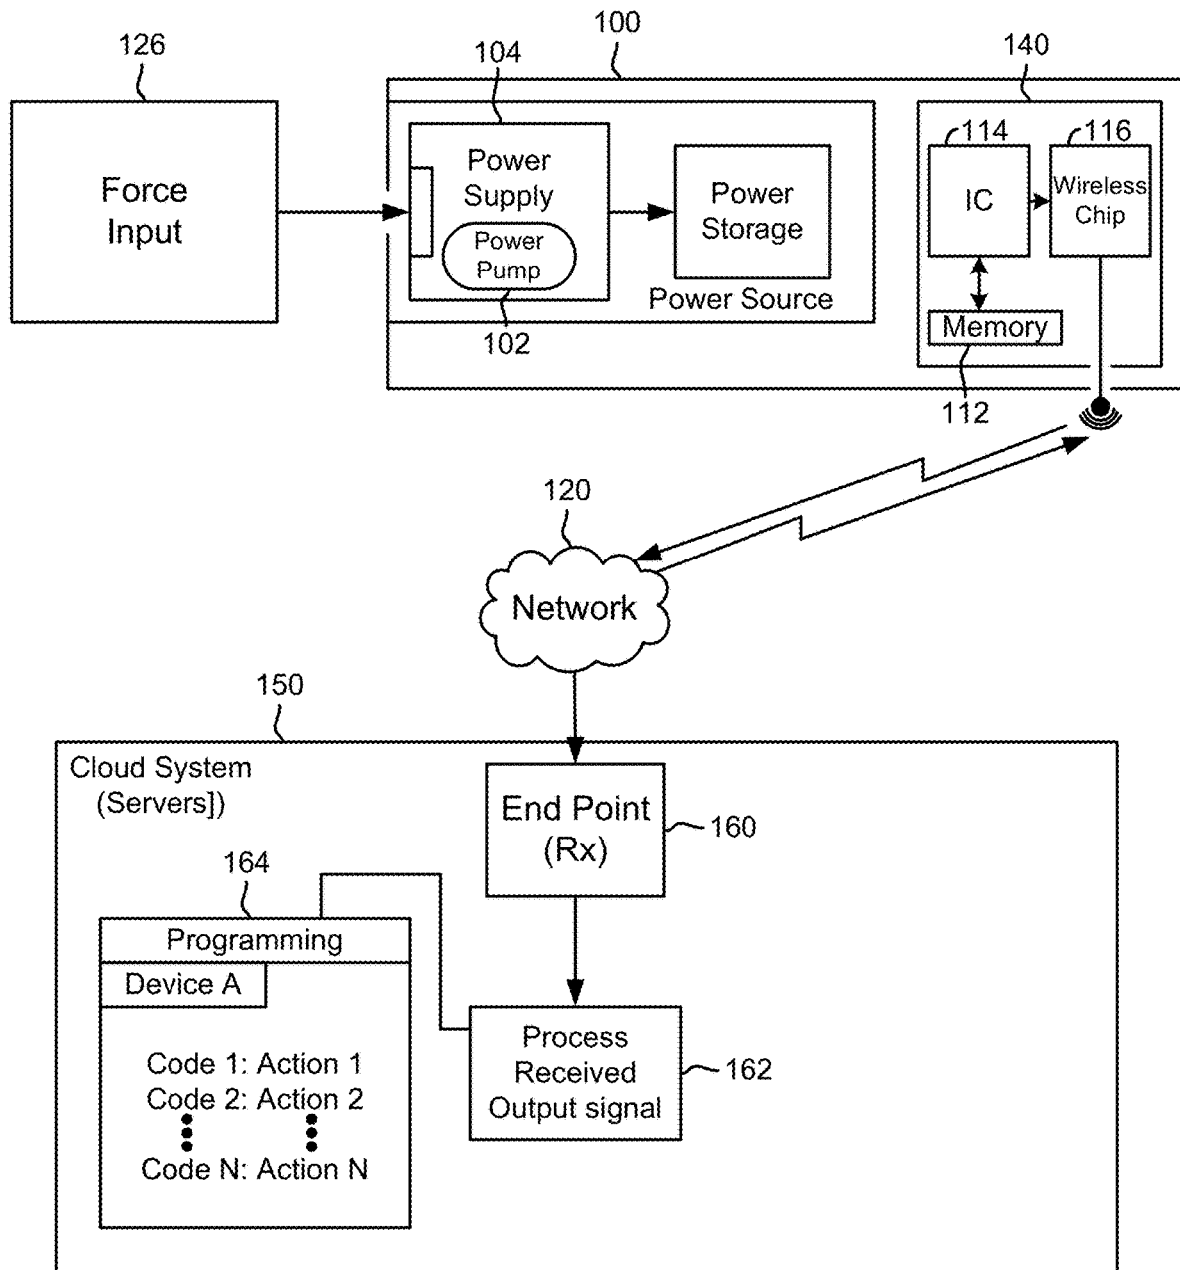 100
126
104
140
114
116
Force
Input
Power
Supply
Power
Pump
Power
Storage
Power Source
IC
Wireless
Chip
Memory
102
112
120
Network
150
Cloud System
(Servers])
End Point
(Rx)
160
164
Programming
Device A
Code 1: Action 1
Code 2: Action 2
Code N: Action N
Process
Received
Output signal
162